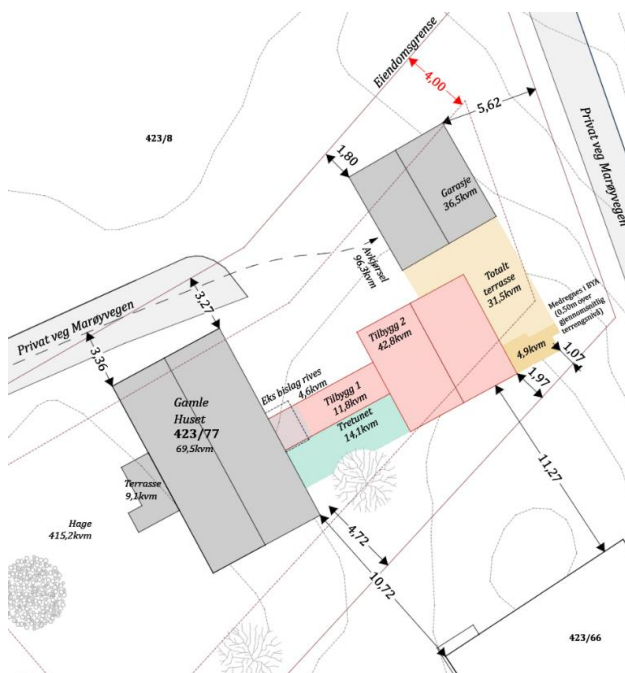 Eiendomsgrense
4,00
5,62
423/8
1,80
Privat veg Marøyvegen
Garasje
36,5kvm
Avkjørsel
96,3kvm
Totalt
terrasse
31,5kvm
Medregnes i BYA
(0,50m over
gjennomsnitlig
terrengsnivå)
Privat veg Marøyvegen
3,27
3,36
Tilbygg 2
42,8kvm
4,9kvm
1,07
1,97
Eks bislag rives
4,6kvm
Tilbygg 1
11,8kvm
Tretunet
14,1kvm
Gamle
Huset
423/77
69,5kvm
Terrasse
9,1kvm
11,27
Hage
415,2kvm
4,72
10,72
423/66